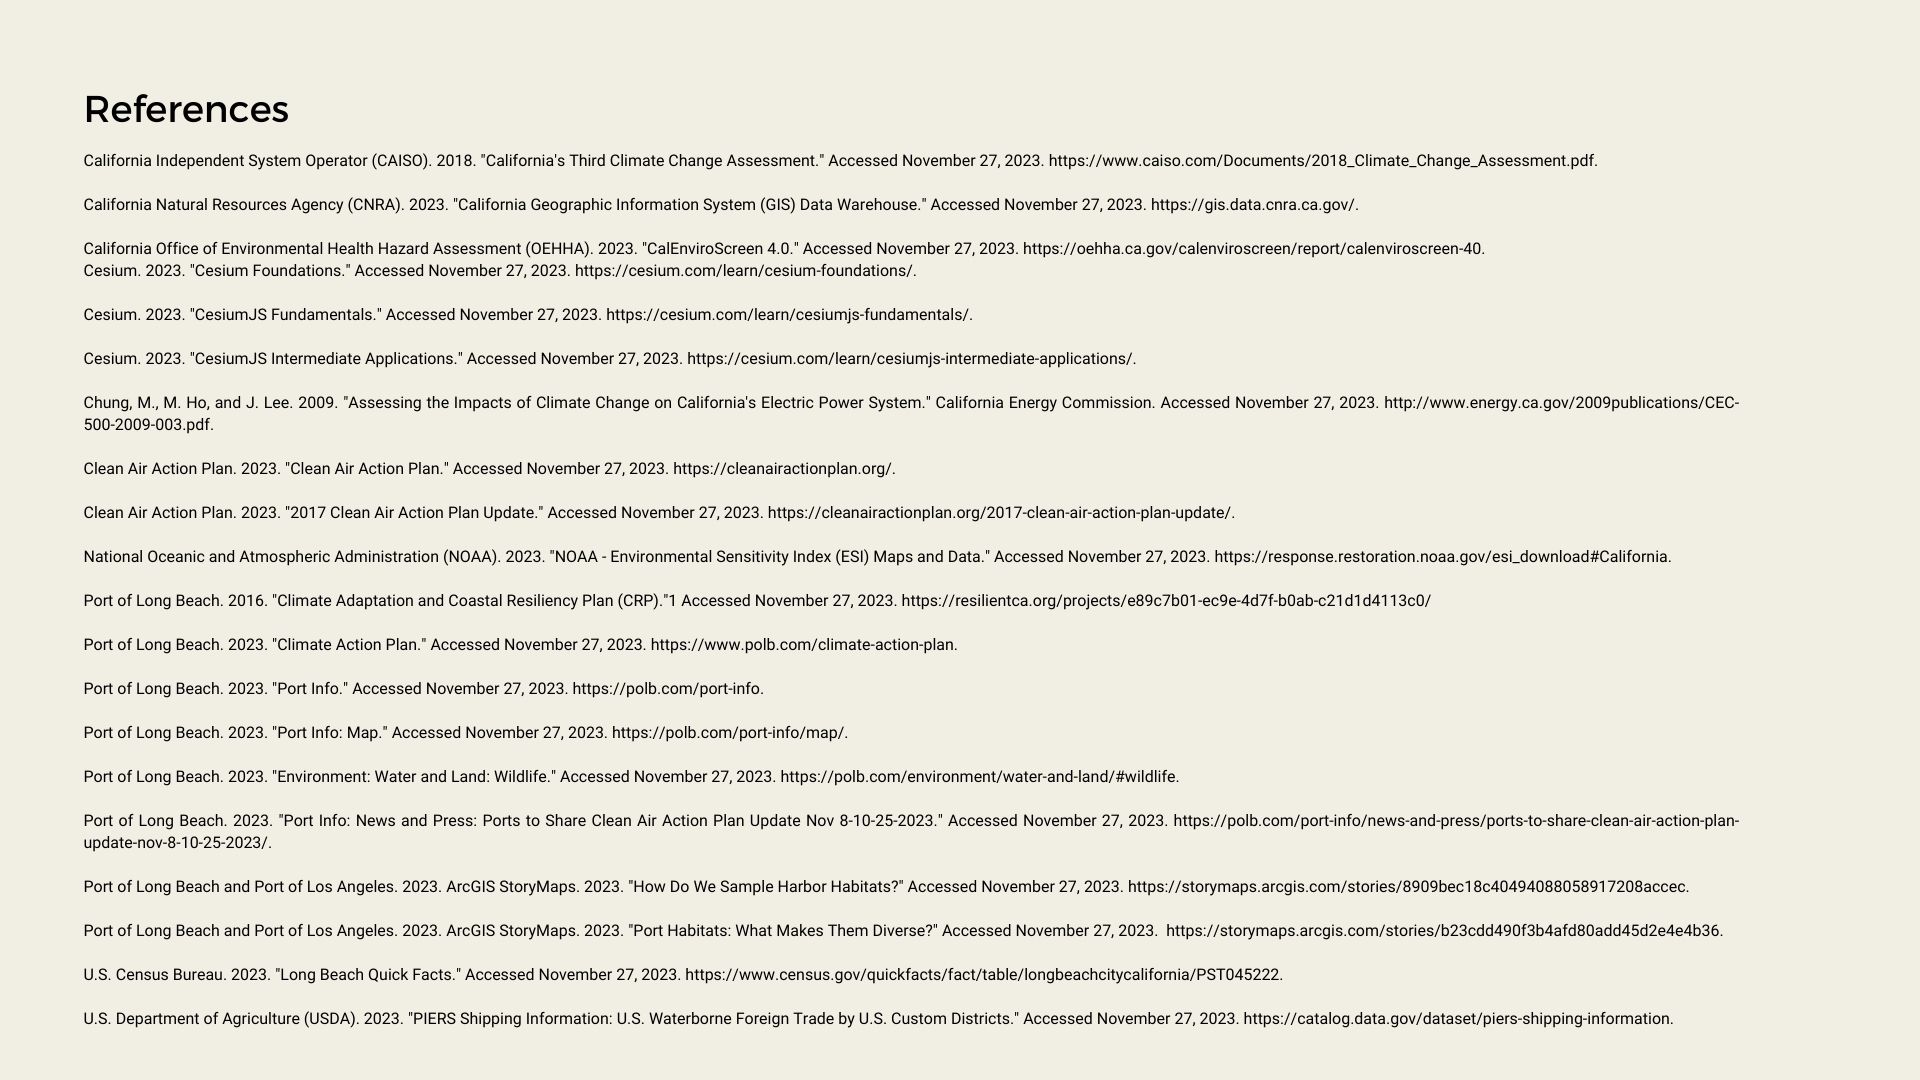 References
California Independent System Operator (CAISO). 2018. "California's Third Climate Change Assessment." Accessed November 27, 2023. https://www.caiso.com/Documents/2018_Climate_Change_Assessment.pdf.
California Natural Resources Agency (CNRA). 2023. "California Geographic Information System (GIS) Data Warehouse." Accessed November 27, 2023. https://gis.data.cnra.ca.gov/.
California Office of Environmental Health Hazard Assessment (OEHHA). 2023. "CalEnviroScreen 4.0." Accessed November 27, 2023. https://oehha.ca.gov/calenviroscreen/report/calenviroscreen-40.
Cesium. 2023. "Cesium Foundations." Accessed November 27, 2023. https://cesium.com/learn/cesium-foundations/.
Cesium. 2023. "CesiumJS Fundamentals." Accessed November 27, 2023. https://cesium.com/learn/cesiumjs-fundamentals/.
Cesium. 2023. "CesiumJS Intermediate Applications." Accessed November 27, 2023. https://cesium.com/learn/cesiumjs-intermediate-applications/.
Chung, M., M. Ho, and J. Lee. 2009. "Assessing the Impacts of Climate Change on California's Electric Power System." California Energy Commission. Accessed November 27, 2023. http://www.energy.ca.gov/2009publications/CEC-
500-2009-003.pdf.
Clean Air Action Plan. 2023. "Clean Air Action Plan." Accessed November 27, 2023. https://cleanairactionplan.org/.
Clean Air Action Plan. 2023. "2017 Clean Air Action Plan Update." Accessed November 27, 2023. https://cleanairactionplan.org/2017-clean-air-action-plan-update/.
National Oceanic and Atmospheric Administration (NOAA). 2023. "NOAA - Environmental Sensitivity Index (ESI) Maps and Data." Accessed November 27, 2023. https://response.restoration.noaa.gov/esi_download#California.
Port of Long Beach. 2016. "Climate Adaptation and Coastal Resiliency Plan (CRP)."1 Accessed November 27, 2023. https://resilientca.org/projects/e89c7b01-ec9e-4d7f-b0ab-c21d1d4113c0/
Port of Long Beach. 2023. "Climate Action Plan." Accessed November 27, 2023. https://www.polb.com/climate-action-plan.
Port of Long Beach. 2023. "Port Info." Accessed November 27, 2023. https://polb.com/port-info.
Port of Long Beach. 2023. "Port Info: Map." Accessed November 27, 2023. https://polb.com/port-info/map/.
Port of Long Beach. 2023. "Environment: Water and Land: Wildlife." Accessed November 27, 2023. https://polb.com/environment/water-and-land/#wildlife.
Port of Long Beach. 2023. "Port Info: News and Press: Ports to Share Clean Air Action Plan Update Nov 8-10-25-2023." Accessed November 27, 2023. https://polb.com/port-info/news-and-press/ports-to-share-clean-air-action-plan-
update-nov-8-10-25-2023/.
Port of Long Beach and Port of Los Angeles. 2023. ArcGIS StoryMaps. 2023. "How Do We Sample Harbor Habitats?" Accessed November 27, 2023. https://storymaps.arcgis.com/stories/8909bec18c40494088058917208accec.
Port of Long Beach and Port of Los Angeles. 2023. ArcGIS StoryMaps. 2023. "Port Habitats: What Makes Them Diverse?" Accessed November 27, 2023.  https://storymaps.arcgis.com/stories/b23cdd490f3b4afd80add45d2e4e4b36.
U.S. Census Bureau. 2023. "Long Beach Quick Facts." Accessed November 27, 2023. https://www.census.gov/quickfacts/fact/table/longbeachcitycalifornia/PST045222.
U.S. Department of Agriculture (USDA). 2023. "PIERS Shipping Information: U.S. Waterborne Foreign Trade by U.S. Custom Districts." Accessed November 27, 2023. https://catalog.data.gov/dataset/piers-shipping-information.